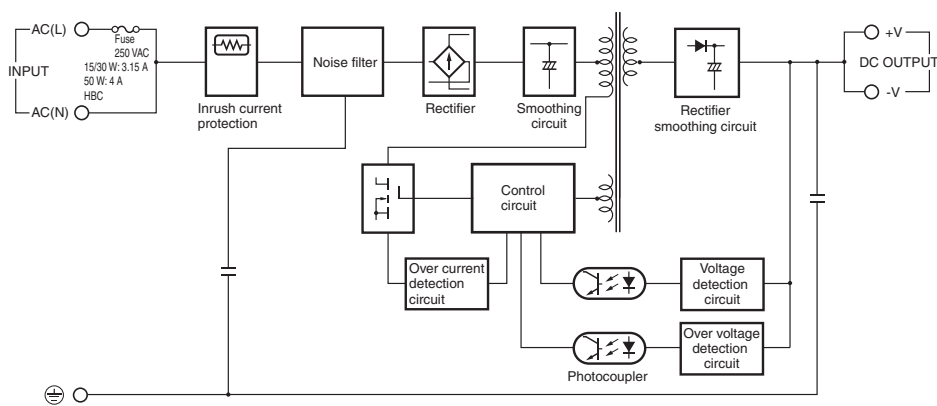 AC(L)
Fuse
250 VAC
15/30 W: 3.15 A
50 W: 4 A
HBC
INPUT
AC(N)
Inrush current
protection
Noise filter
Rectifier
Smoothing
circuit
Rectifier
smoothing circuit
+V
DC OUTPUT
-V
Control
circuit
Over current
detection
circuit
Voltage
detection
circuit
Over voltage
detection
circuit
Photocoupler